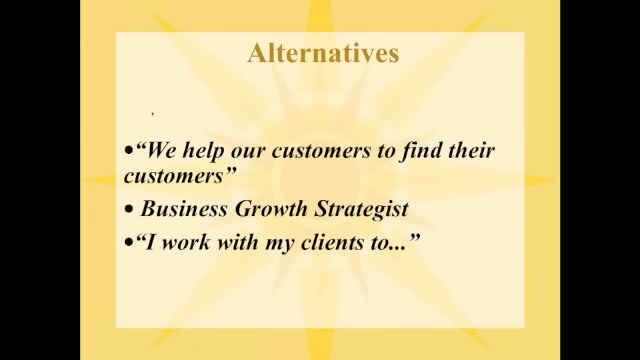 Alternatives
•“We help our customers to find their
customers”
• Business Growth Strategist
•“I work with my clients to...”